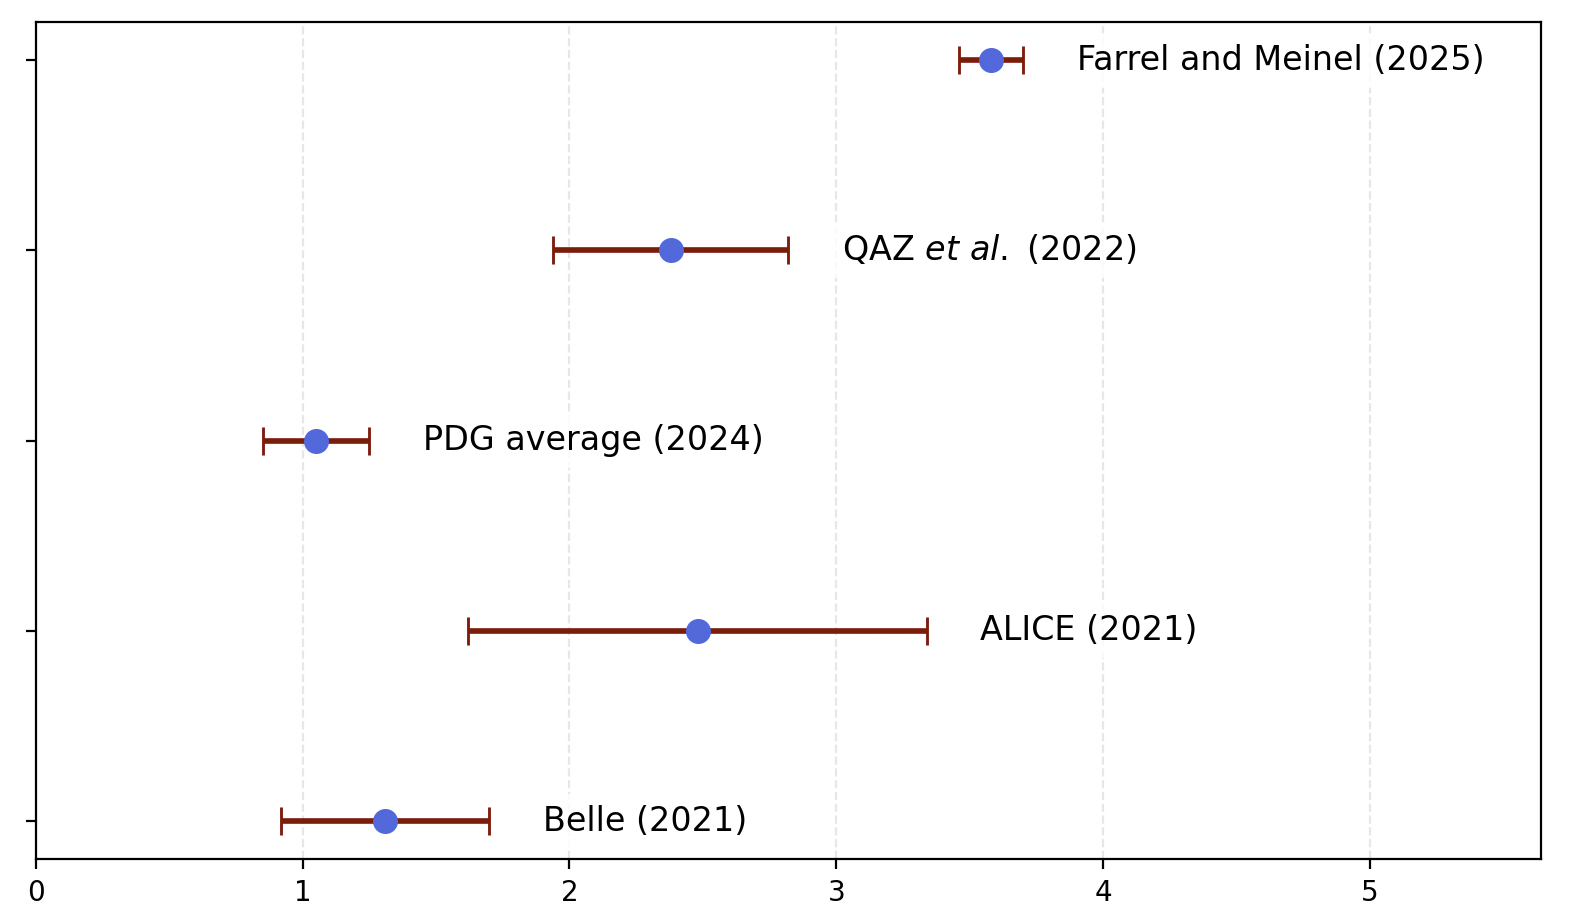 Farrel and Meinel (2025)
QAZ et al. (2022)
PDG average (2024)
ALICE (2021)
Belle (2021)
0 1 2 3 4 5